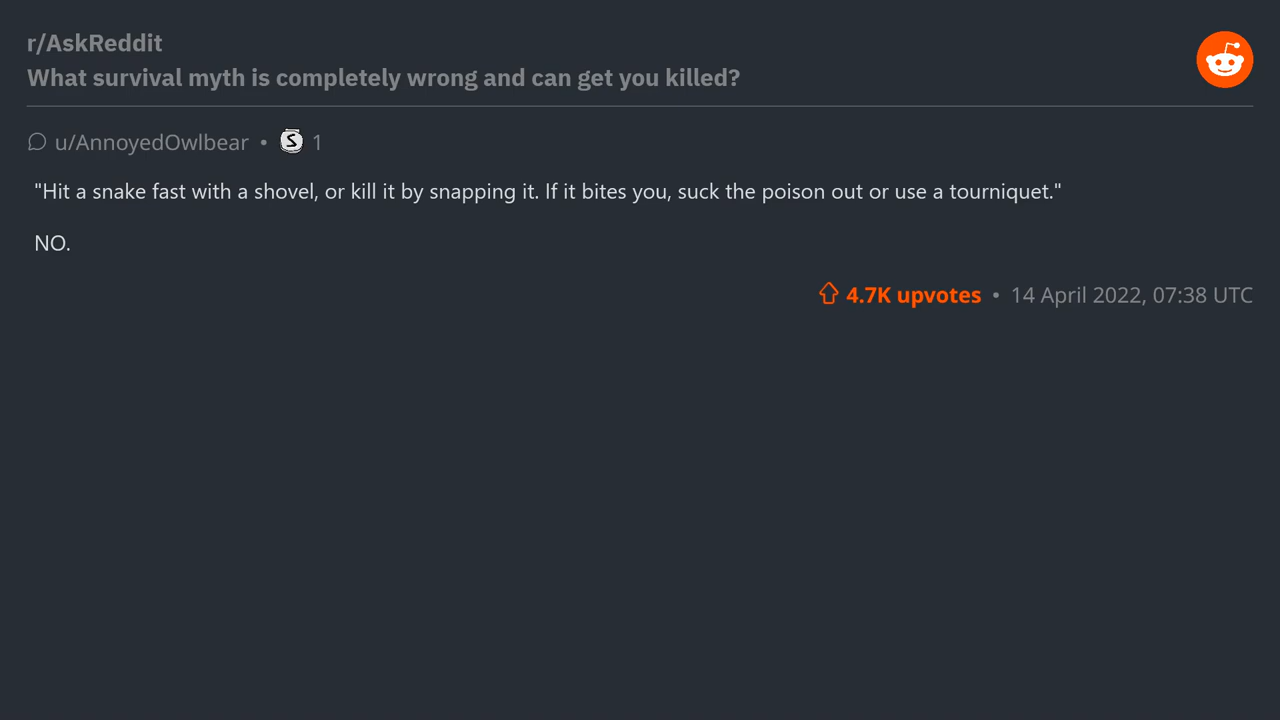 r/AskReddit
What survival myth is completely wrong and can get you killed?
u/AnnoyedOwlbear • S 1
"Hit a snake fast with a shovel, or kill it by snapping it. If it bites you, suck the poison out or use a tourniquet."
NO.
4.7K upvotes • 14 April 2022, 07:38 UTC